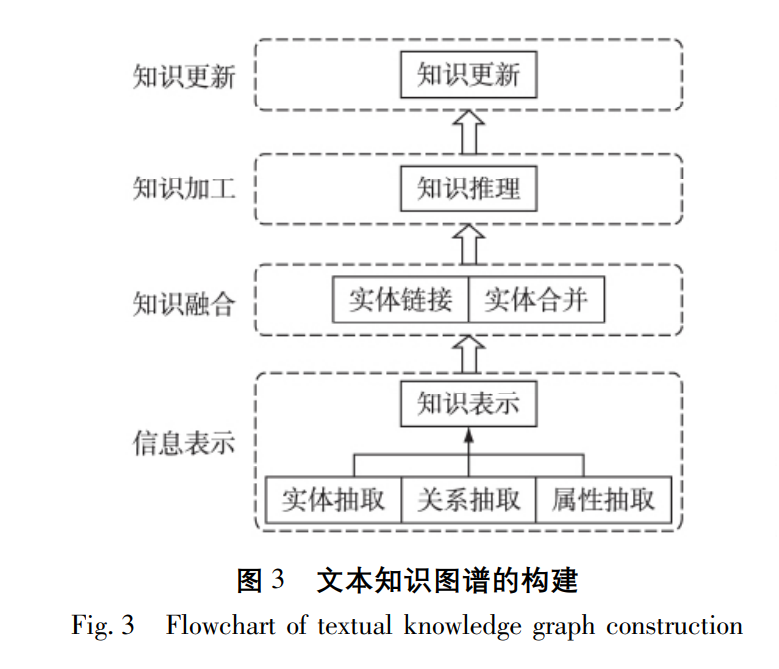 知识更新 知识更新
知识加工 知识推理
知识融合 实体链接 实体合并
知识表示
信息表示
实体抽取 关系抽取 属性抽取
图 3 文本知识图谱的构建
Fig. 3 Flowchart of textual knowledge graph construction